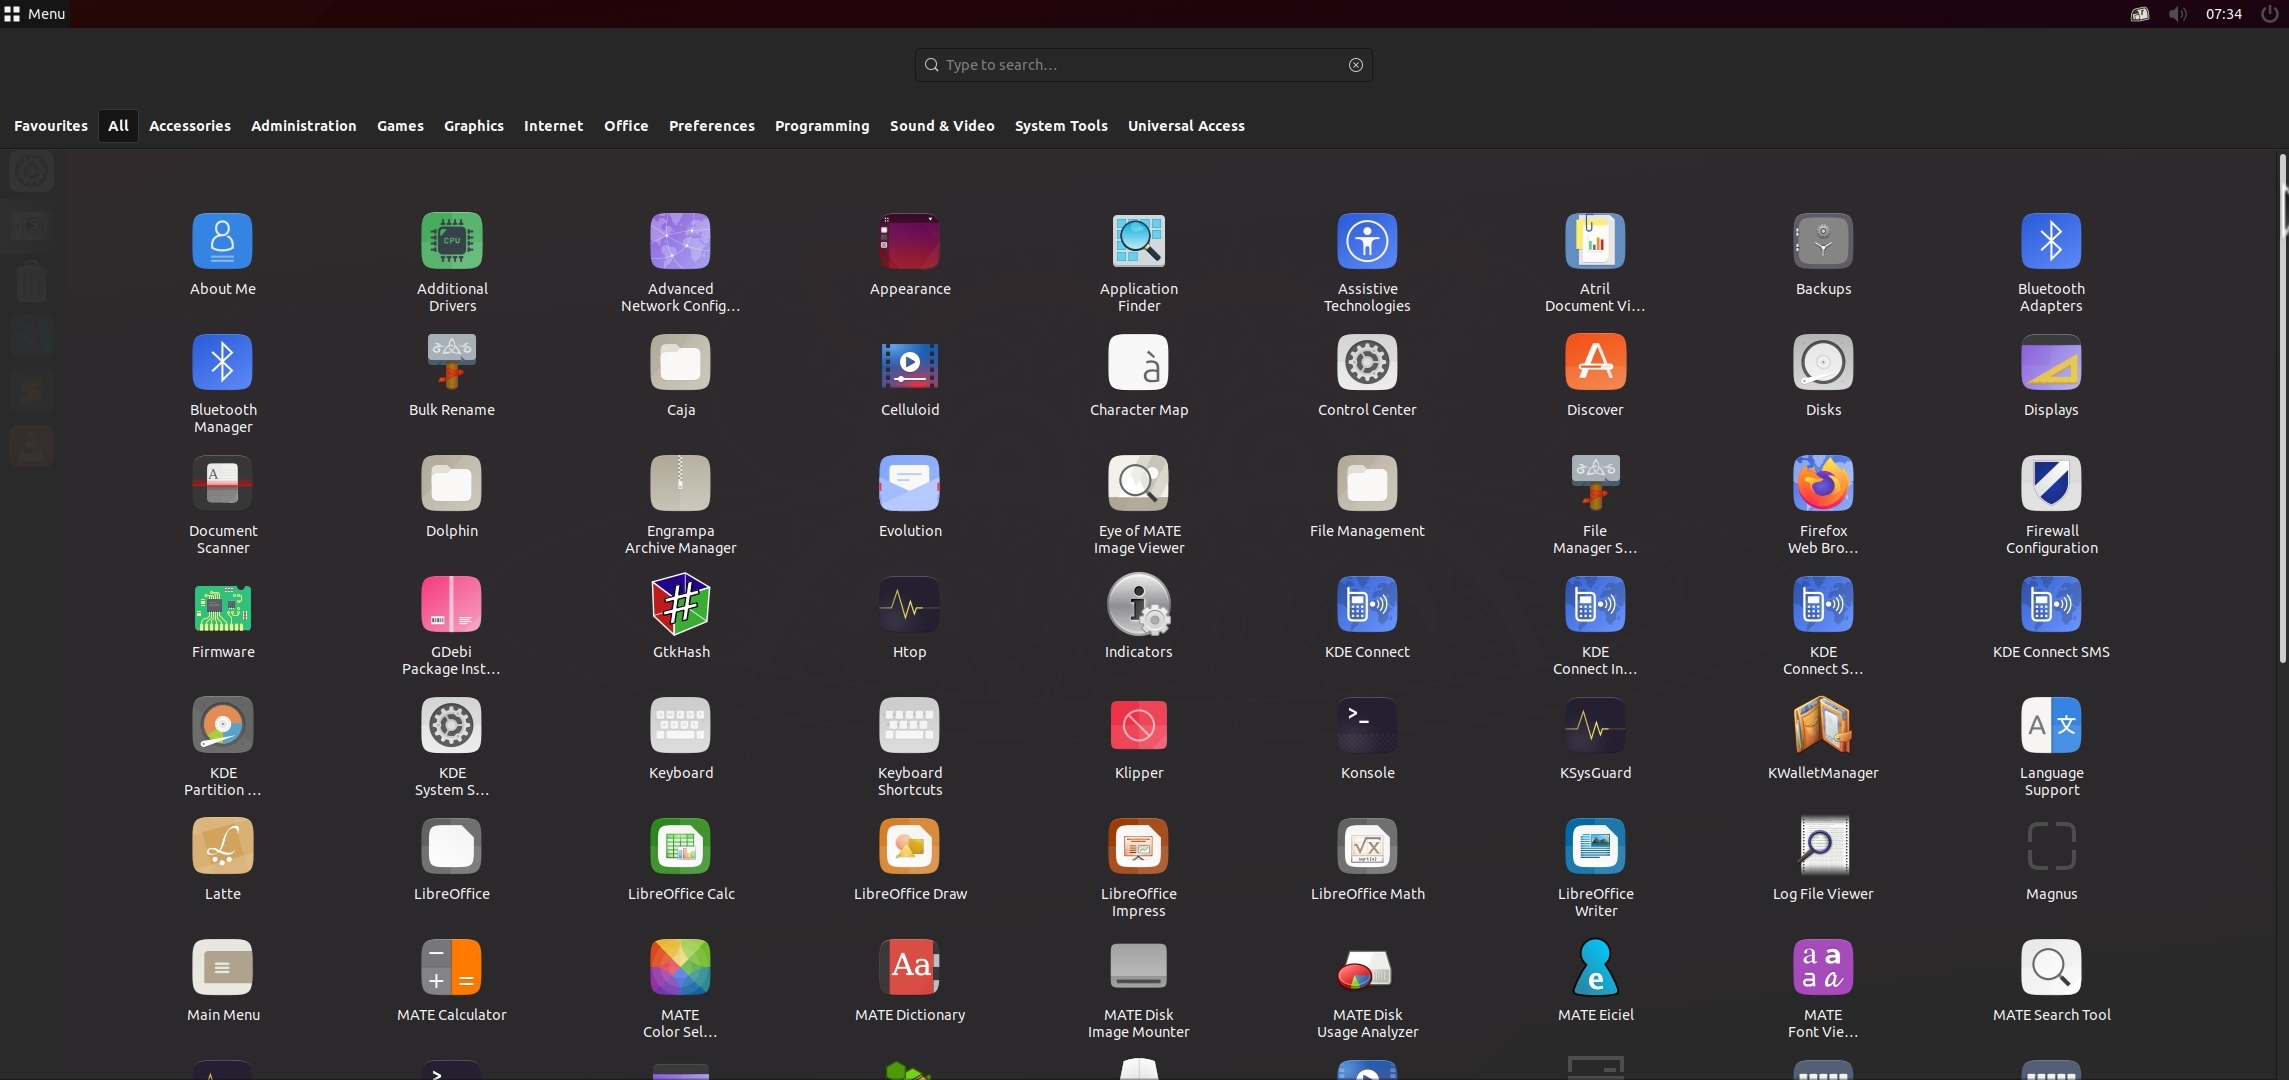 Menu
07:34
Type to search...
Favourites All Accessories Administration Games Graphics Internet Office Preferences Programming Sound & Video System Tools Universal Access
About Me
Additional
Drivers
Advanced
Network Config...
Appearance
Application
Finder
Assistive
Technologies
Atril
Document Vi...
Backups
Bluetooth
Adapters
Bluetooth
Manager
Bulk Rename
Caja
Celluloid
Character Map
Control Center
Discover
Disks
Displays
Document
Scanner
Dolphin
Engrampa
Archive Manager
Evolution
Eye of MATE
Image Viewer
File Management
File
Manager S...
Firefox
Web Bro...
Firewall
Configuration
Firmware
GDebi
Package Inst...
GtkHash
Htop
Indicators
KDE Connect
KDE
Connect In...
KDE
Connect S...
KDE Connect SMS
KDE
Partition ...
KDE
System S...
Keyboard
Keyboard
Shortcuts
Klipper
Konsole
KSysGuard
KWalletManager
Language
Support
Latte
LibreOffice
LibreOffice Calc
LibreOffice Draw
LibreOffice
Impress
LibreOffice Math
LibreOffice
Writer
Log File Viewer
Magnus
Main Menu
MATE Calculator
MATE
Color Sel...
MATE Dictionary
MATE Disk
Image Mounter
MATE Disk
Usage Analyzer
MATE Eiciel
MATE
Font Vie...
MATE Search Tool